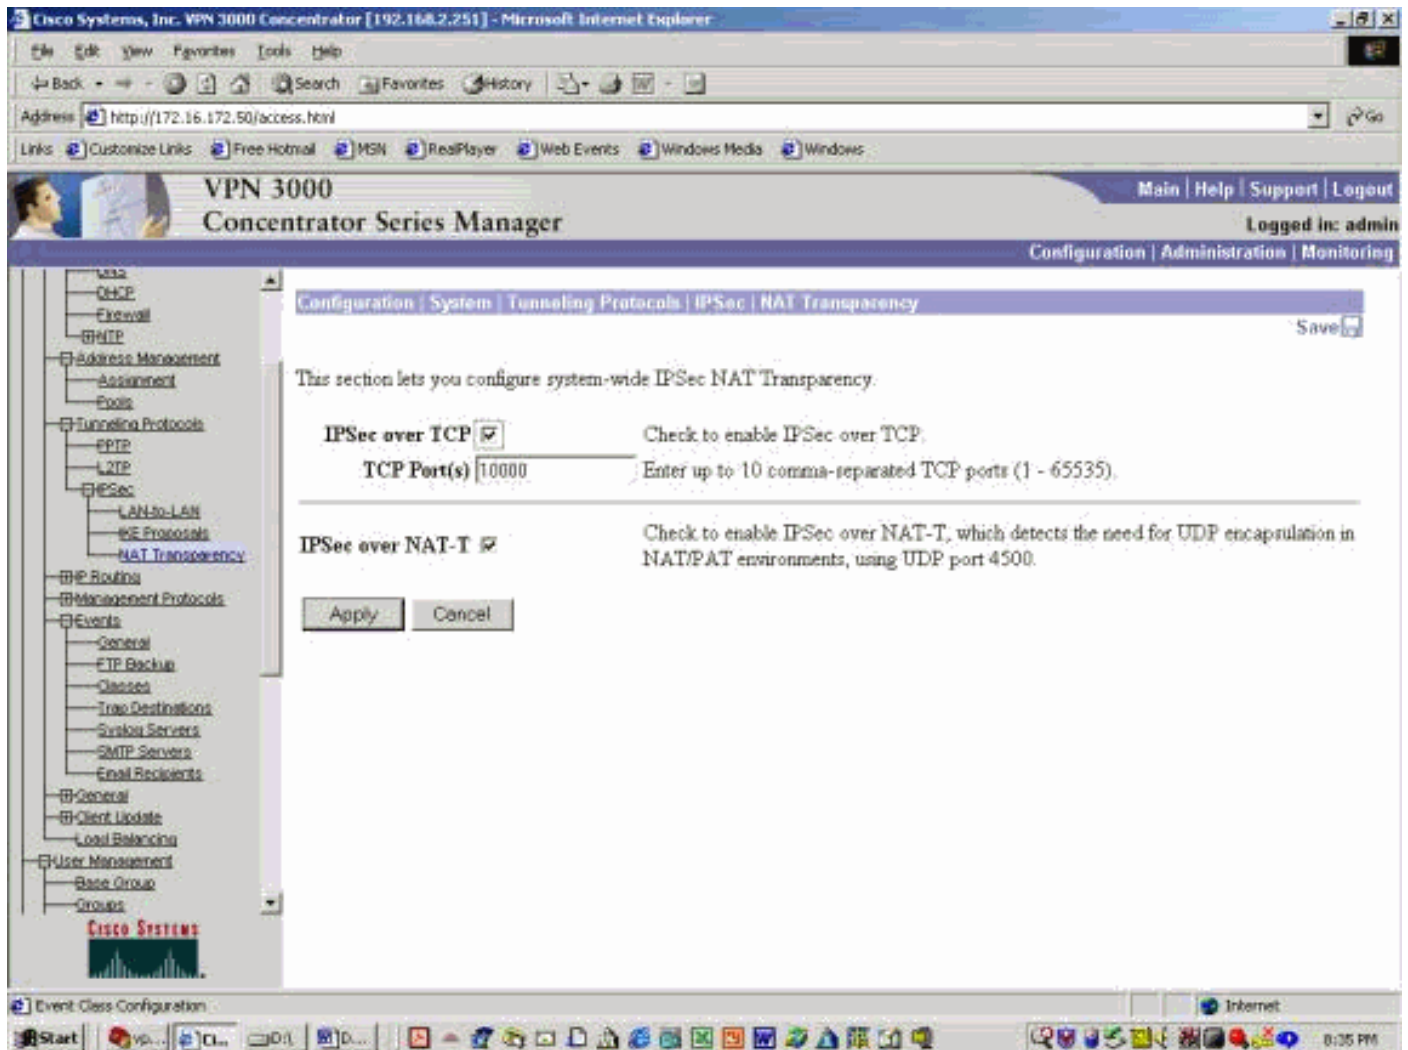 Cisco Systems, Inc. VPN 3000 Concentrator [192.168.2.251] - Microsoft Internet Explorer
File Edit View Favorites Tools Help
Back Search Favorites History
Address http://172.16.172.50/access.html Go
Links Customize Links Free Hotmail MSN RealPlayer Web Events Windows Media Windows
VPN 3000
Concentrator Series Manager
Main | Help | Support | Logout
Logged in: admin
Configuration | Administration | Monitoring
DNS
DHCP
Firewall
NTP
Address Management
Assignment
Pools
Tunneling Protocols
PPTP
L2TP
IPSec
LAN-to-LAN
IKE Proposals
NAT Transparency
IP Routing
Management Protocols
Events
General
FTP Backup
Classes
Trap Destinations
Syslog Servers
SMTP Servers
Email Recipients
General
Client Update
Load Balancing
User Management
Base Group
Groups
CISCO SYSTEMS
Configuration | System | Tunneling Protocols | IPSec | NAT Transparency
Save
This section lets you configure system-wide IPSec NAT Transparency.
IPSec over TCP
Check to enable IPSec over TCP.
TCP Port(s) 10000
Enter up to 10 comma-separated TCP ports (1 - 65535).
IPSec over NAT-T
Check to enable IPSec over NAT-T, which detects the need for UDP encapsulation in
NAT/PAT environments, using UDP port 4500.
Apply Cancel
Event Class Configuration
Internet
Start vp... Ci... D:\ D...
8:35 PM